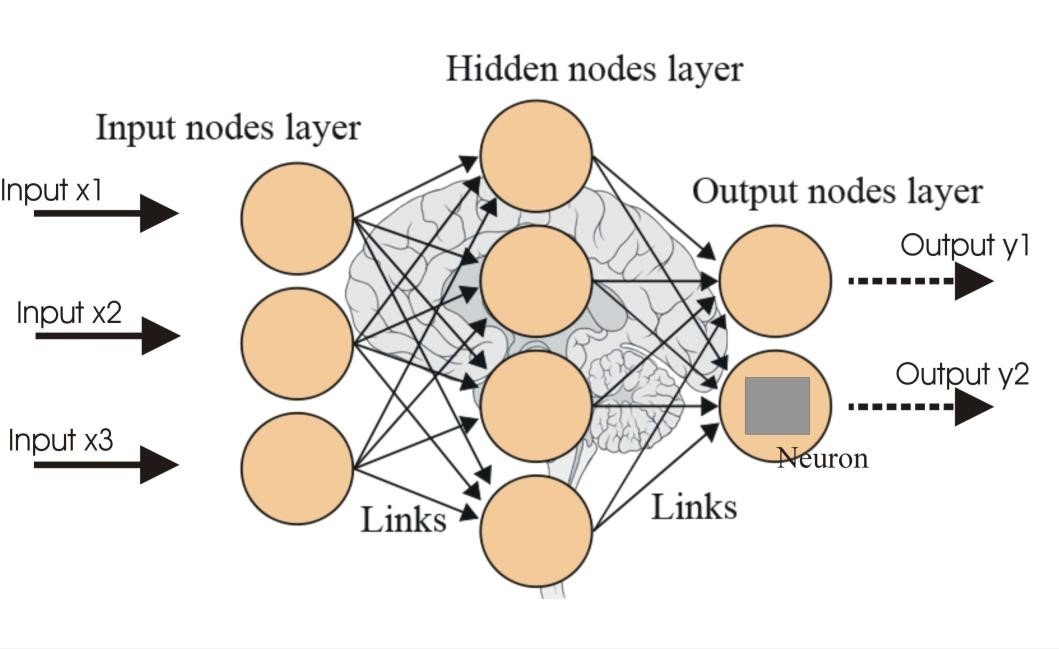 Hidden nodes layer
Input nodes layer
Input x1
Output nodes layer
Output y1
Input x2
Output y2
Input x3
Neuron
Links
Links